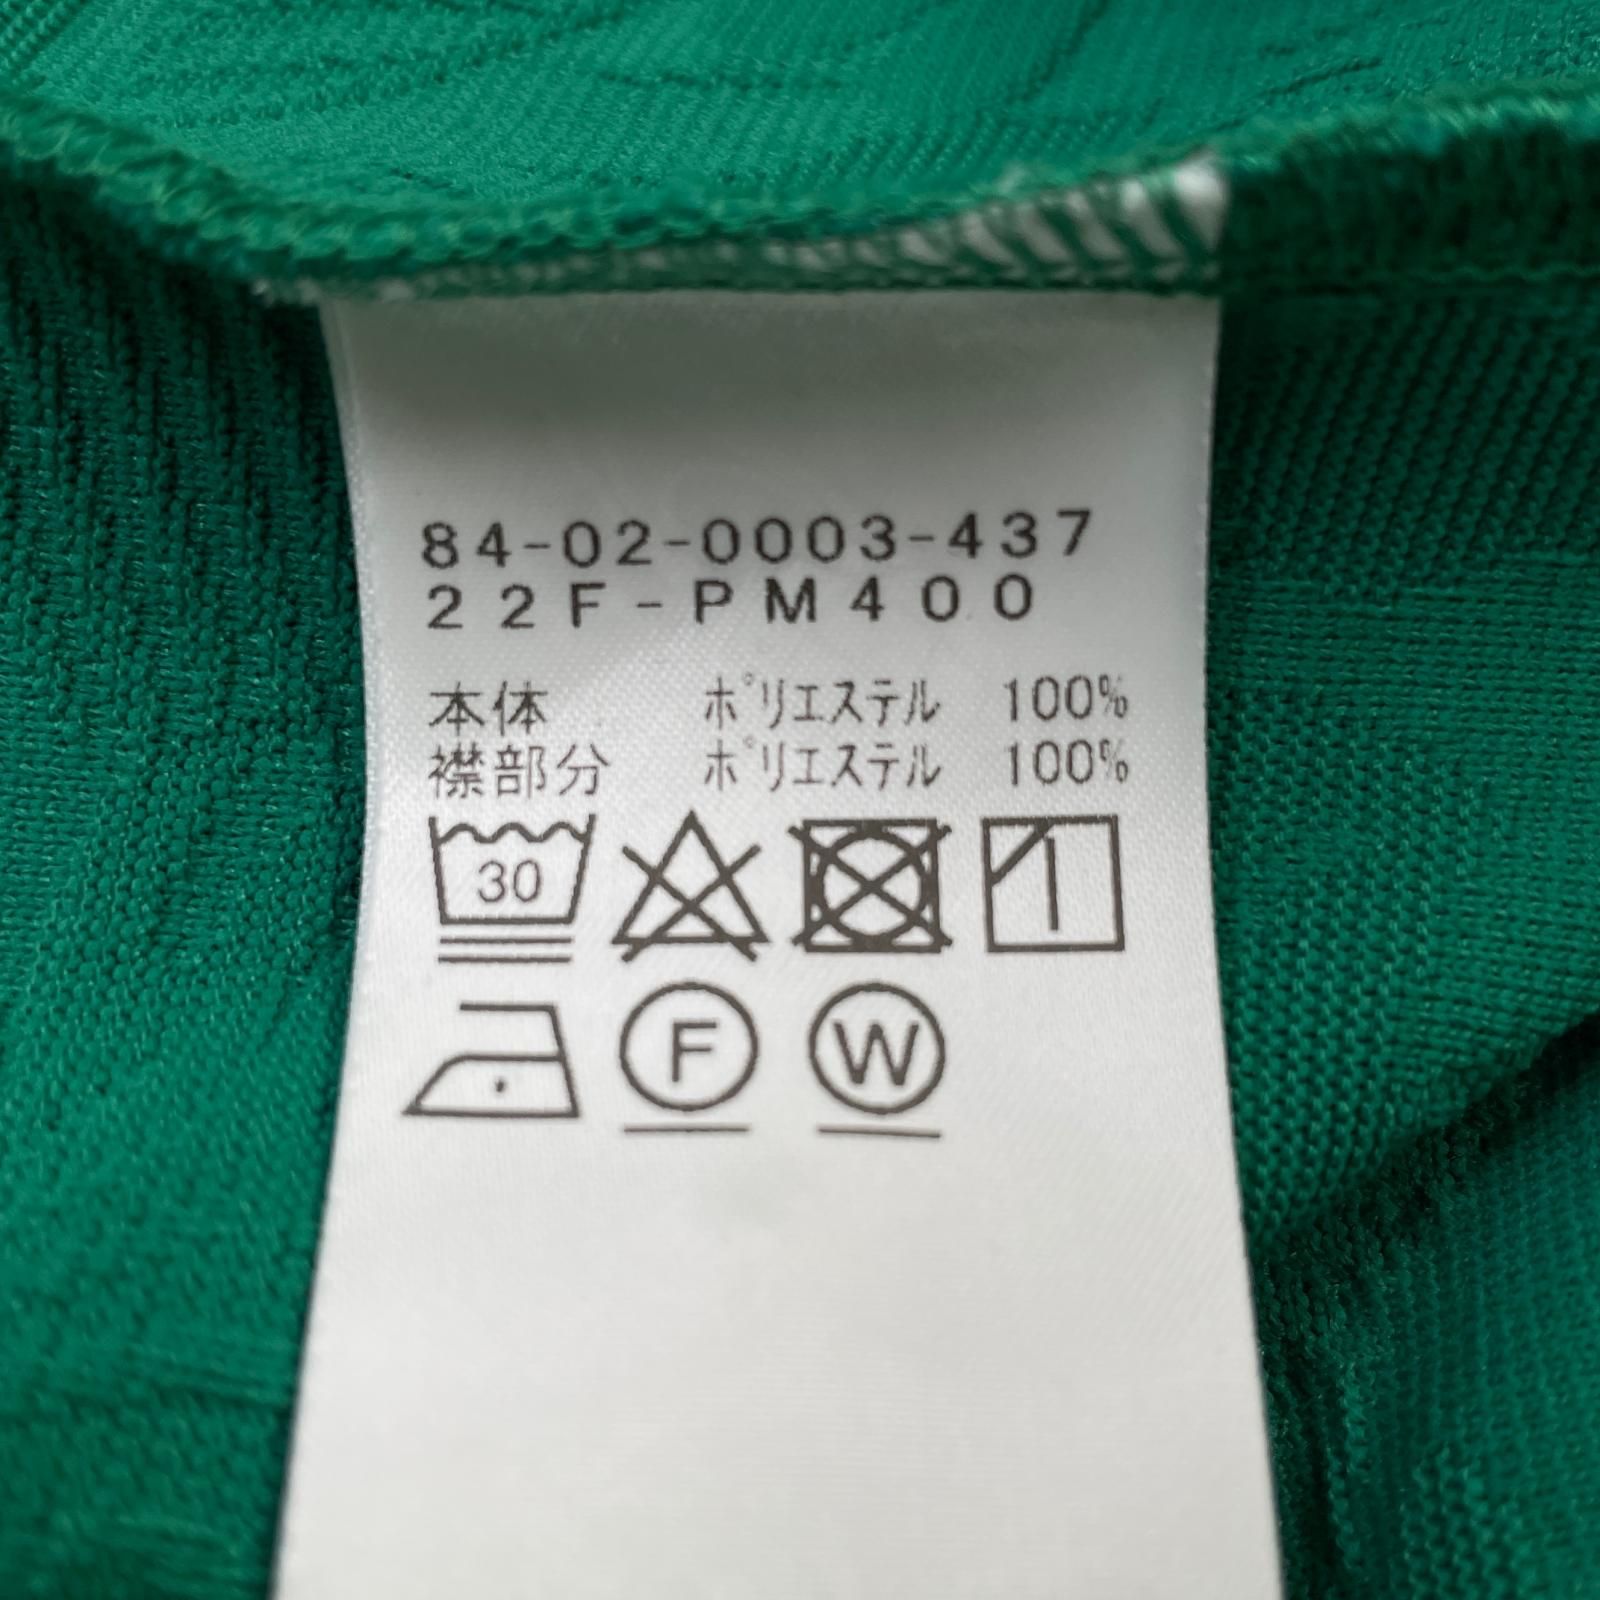 84-02-0003-437
22F-PM400
本体 ポリエステル 100%
襟部分 ポリエステル 100%
30
F W